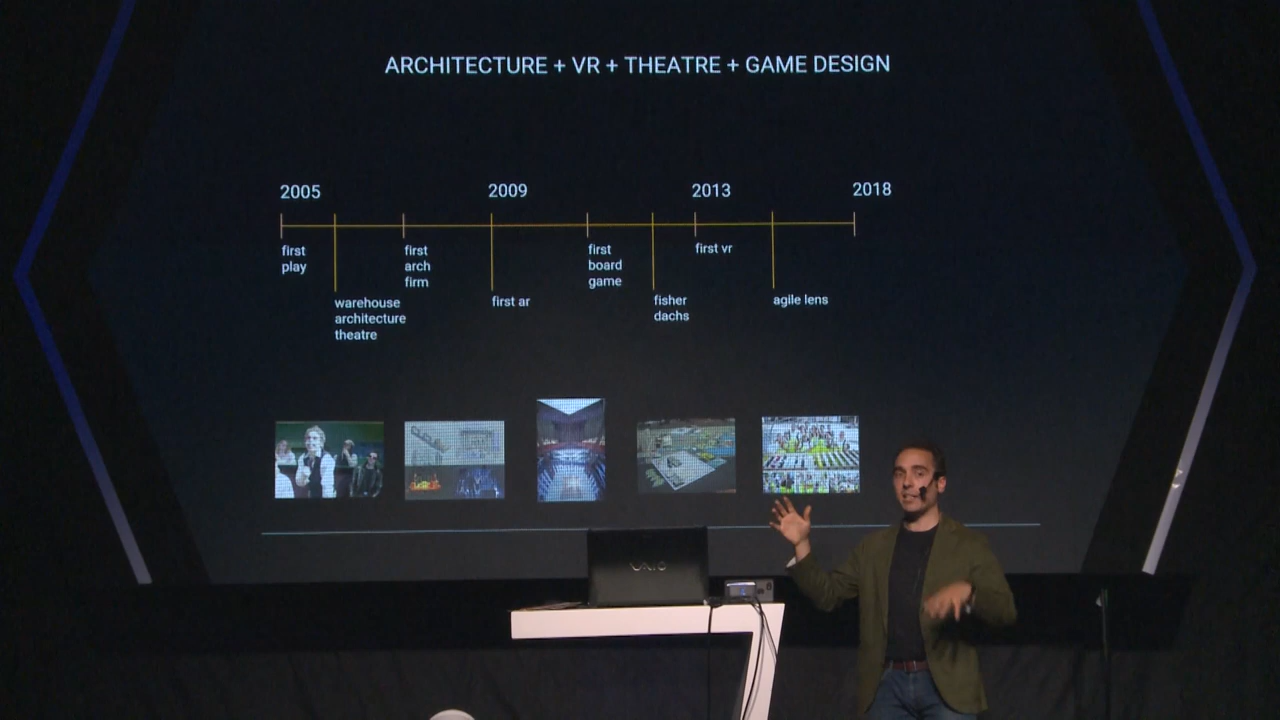 ARCHITECTURE + VR + THEATRE + GAME DESIGN
2005
2009
2013
2018
first
play
warehouse
architecture
theatre
first
arch
firm
first ar
first
board
game
fisher
dachs
first vr
agile lens
VAIO